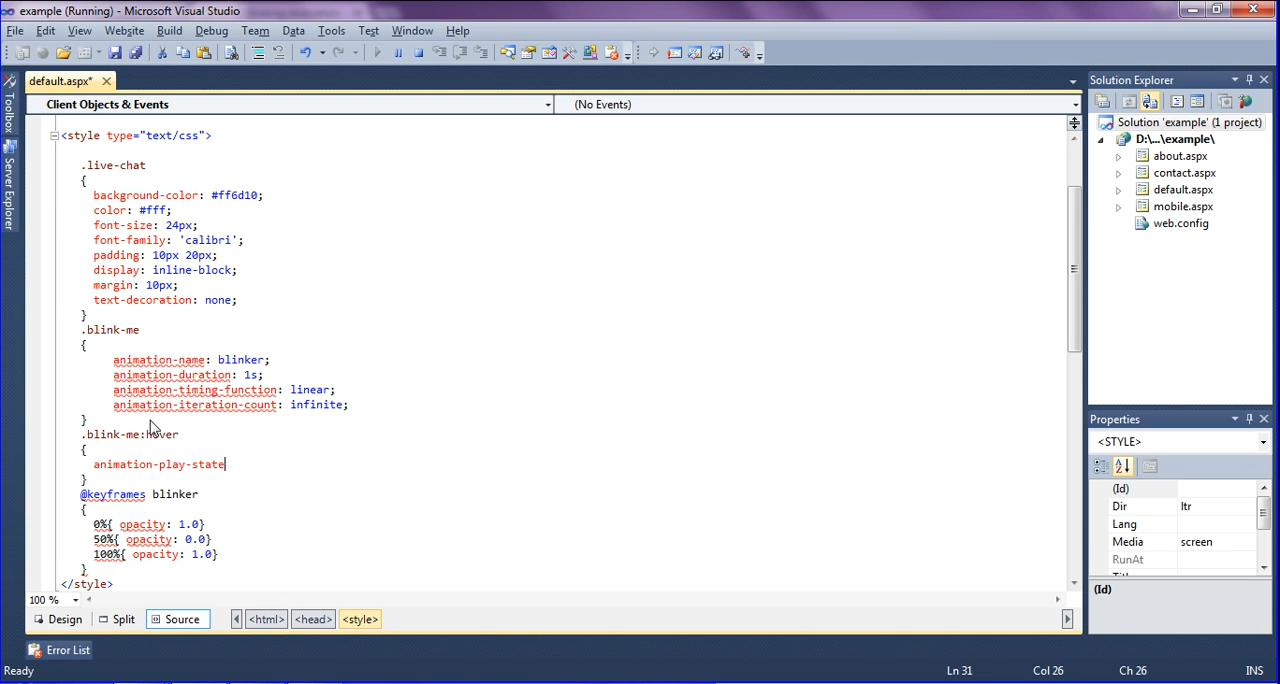 example (Running) - Microsoft Visual Studio
File Edit View Website Build Debug Team Data Tools Test Window Help
default.aspx*
Client Objects & Events
(No Events)
Toolbox
Server Explorer
<style type="text/css">
.live-chat
{
background-color: #ff6d10;
color: #fff;
font-size: 24px;
font-family: 'calibri';
padding: 10px 20px;
display: inline-block;
margin: 10px;
text-decoration: none;
}
.blink-me
{
animation-name: blinker;
animation-duration: 1s;
animation-timing-function: linear;
animation-iteration-count: infinite;
}
.blink-me:hover
{
animation-play-state
}
@keyframes blinker
{
0%{ opacity: 1.0}
50%{ opacity: 0.0}
100%{ opacity: 1.0}
}
</style>
100 %
Design Split Source <html> <head> <style>
Solution Explorer
Solution 'example' (1 project)
D:\...\example\
about.aspx
contact.aspx
default.aspx
mobile.aspx
web.config
Properties
<STYLE>
(Id)
Dir ltr
Lang
Media screen
RunAt
(Id)
Error List
Ready Ln 31 Col 26 Ch 26 INS